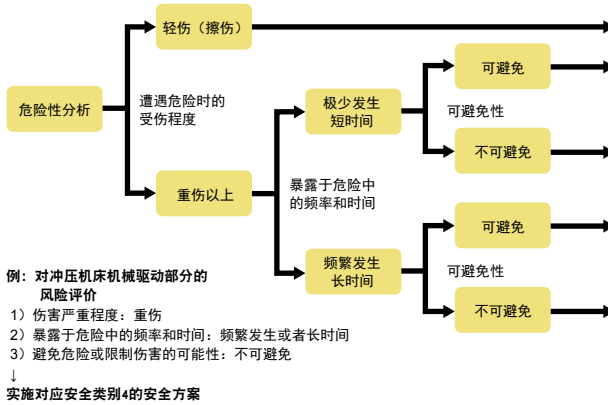 轻伤（擦伤）
可避免
危险性分析
遭遇危险时的
受伤程度
极少发生
短时间
可避免性
不可避免
重伤以上
暴露于危险中
的频率和时间
可避免
频繁发生
长时间
可避免性
不可避免
例：对冲压机床机械驱动部分的
风险评价
1）伤害严重程度：重伤
2）暴露于危险中的频率和时间：频繁发生或者长时间
3）避免危险或限制伤害的可能性：不可避免
↓
实施对应安全类别4的安全方案